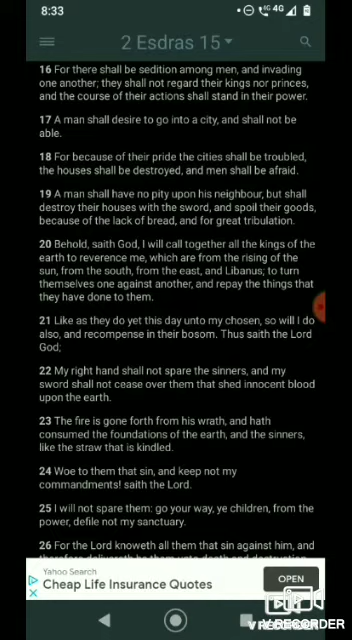 8:33
4G 4G
2 Esdras 15
16 For there shall be sedition among men, and invading
one another; they shall not regard their kings nor princes,
and the course of their actions shall stand in their power.
17 A man shall desire to go into a city, and shall not be
able.
18 For because of their pride the cities shall be troubled,
the houses shall be destroyed, and men shall be afraid.
19 A man shall have no pity upon his neighbour, but shall
destroy their houses with the sword, and spoil their goods,
because of the lack of bread, and for great tribulation.
20 Behold, saith God, I will call together all the kings of the
earth to reverence me, which are from the rising of the
sun, from the south, from the east, and Libanus; to turn
themselves one against another, and repay the things that
they have done to them.
21 Like as they do yet this day unto my chosen, so will I do
also, and recompense in their bosom. Thus saith the Lord
God;
22 My right hand shall not spare the sinners, and my
sword shall not cease over them that shed innocent blood
upon the earth.
23 The fire is gone forth from his wrath, and hath
consumed the foundations of the earth, and the sinners,
like the straw that is kindled.
24 Woe to them that sin, and keep not my
commandments! saith the Lord.
25 I will not spare them: go your way, ye children, from the
power, defile not my sanctuary.
26 For the Lord knoweth all them that sin against him, and
therefore delivereth he them unto death and destruction.
Yahoo Search
Cheap Life Insurance Quotes
OPEN
V RECORDER